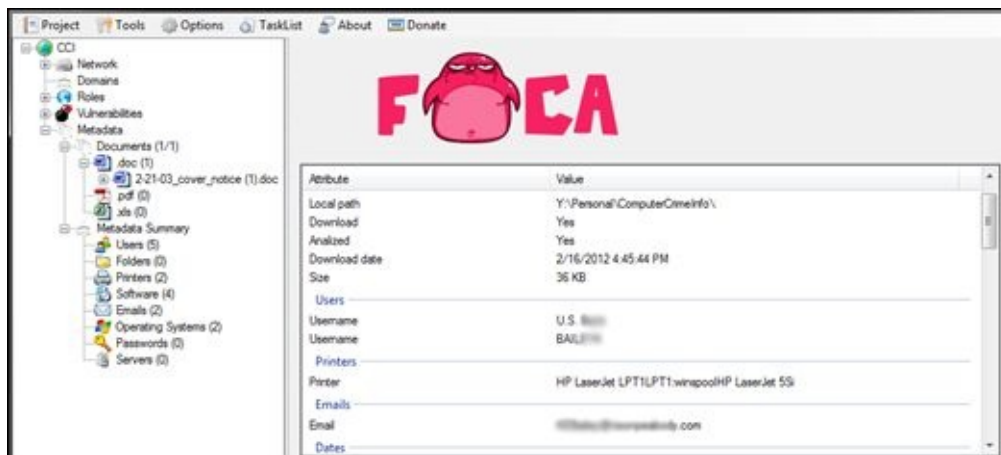 Project Tools Options TaskList About Donate
CCI
Network
Domains
Roles
Vulnerabilities
Metadata
Documents (1/1)
.doc (1)
2-21-03_cover_notice (1).doc
.pdf (0)
.xls (0)
Metadata Summary
Users (5)
Folders (0)
Printers (2)
Software (4)
Emails (2)
Operating Systems (2)
Passwords (0)
Servers (0)
FOCA
Attribute Value
Local path Y:\Personal\ComputerCrimeInfo\
Download Yes
Analized Yes
Download date 2/16/2012 4:45:44 PM
Size 36 KB
Users
Username U.S.
Username BAIL
Printers
Printer HP LaserJet LPT1LPT1:winspoolHP LaserJet 5Si
Emails
Email .com
Dates